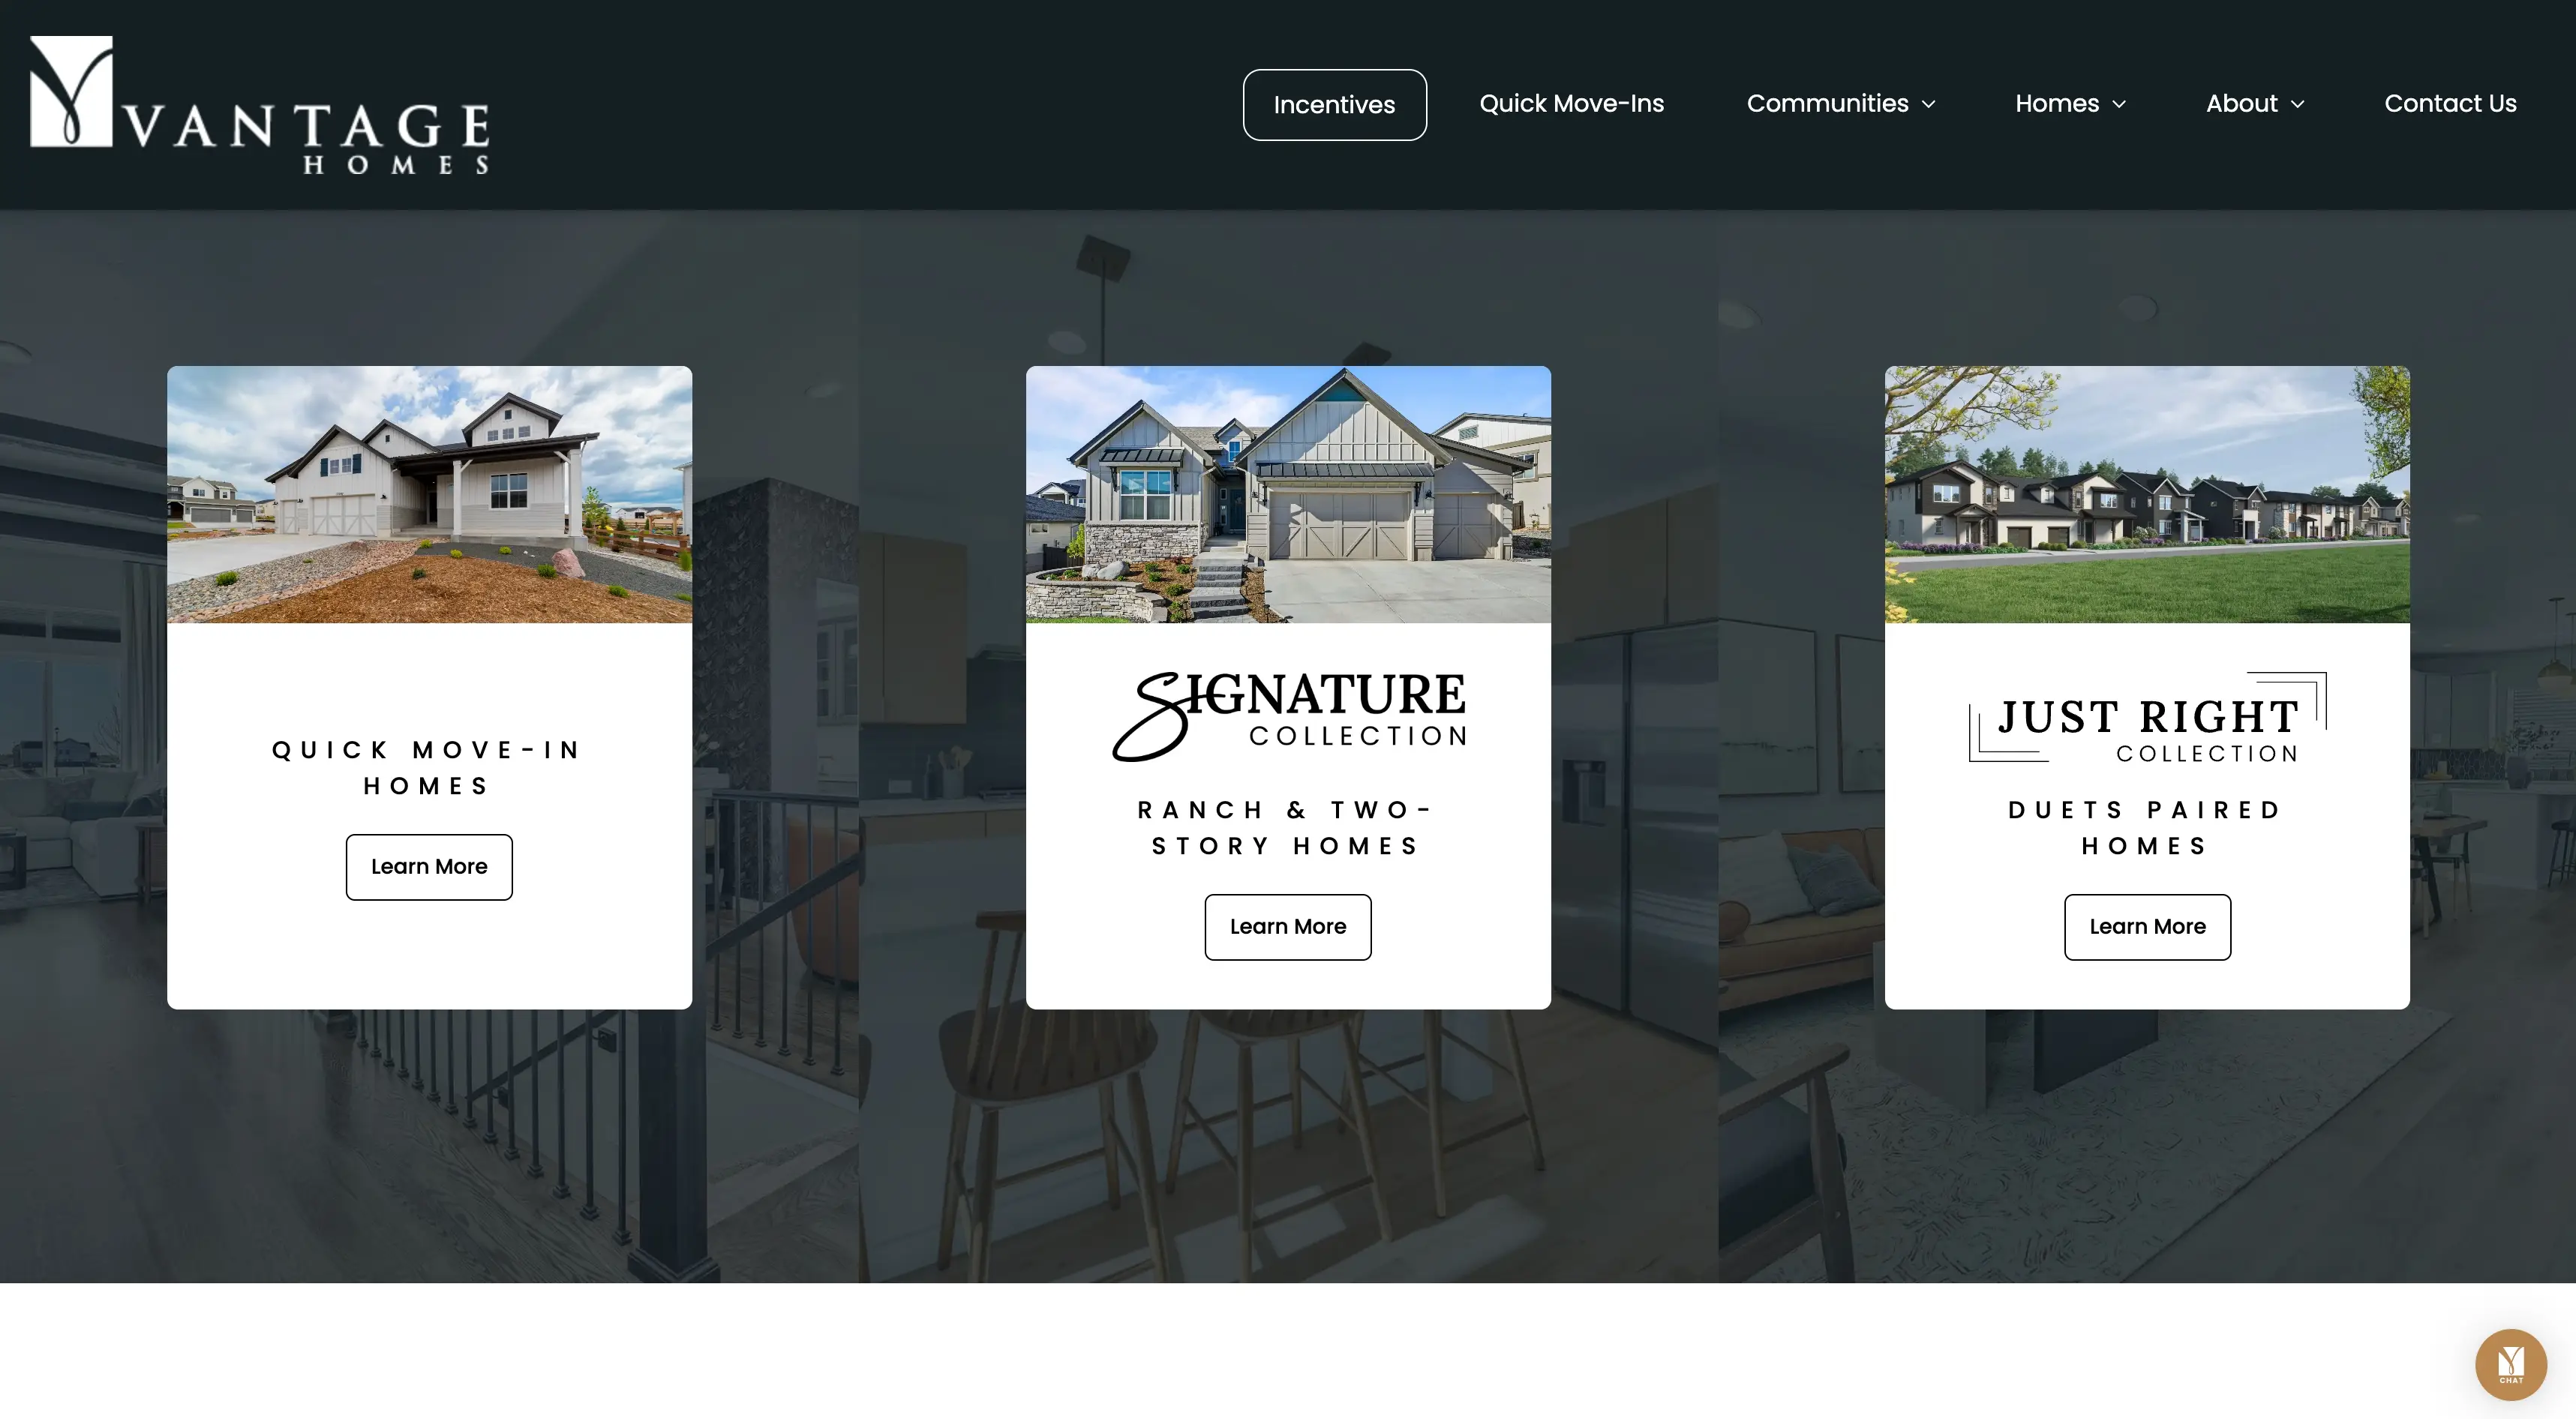 VANTAGE
HOMES
Incentives
Quick Move-Ins
Communities
Homes
About
Contact Us
QUICK MOVE-IN
HOMES
Learn More
SIGNATURE
COLLECTION
RANCH & TWO-
STORY HOMES
Learn More
JUST RIGHT
COLLECTION
DUETS PAIRED
HOMES
Learn More
CHAT